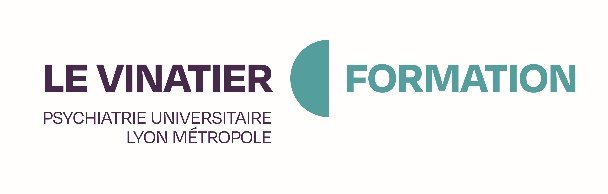 LE VINATIER FORMATION
PSYCHIATRIE UNIVERSITAIRE
LYON MÉTROPOLE